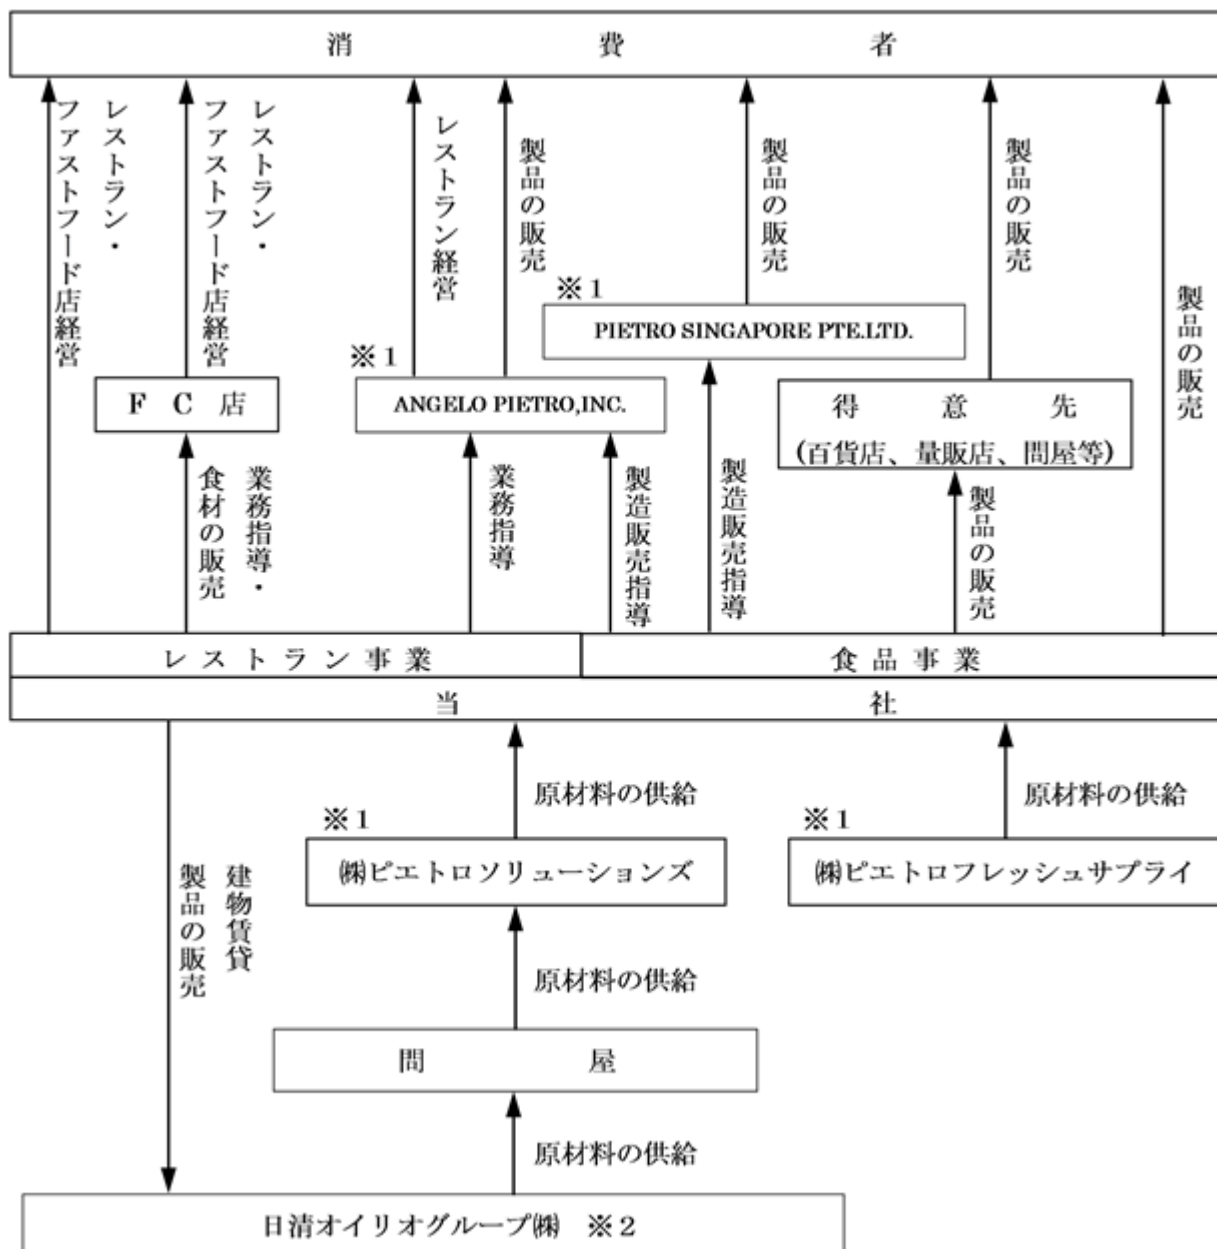 消費者
レストラン・
ファストフード店経営
レストラン・
ファストフード店経営
レストラン経営
製品の販売
製品の販売
製品の販売
製品の販売
※1
PIETRO SINGAPORE PTE.LTD.
※1
ANGELO PIETRO,INC.
FC店
得意先
(百貨店、量販店、問屋等)
業務指導・
食材の販売
業務指導
製造販売指導
製造販売指導
製品の販売
レストラン事業
食品事業
当社
原材料の供給
原材料の供給
※1
㈱ピエトロソリューションズ
※1
㈱ピエトロフレッシュサプライ
建物賃貸
製品の販売
原材料の供給
問屋
原材料の供給
日清オイリオグループ㈱ ※2